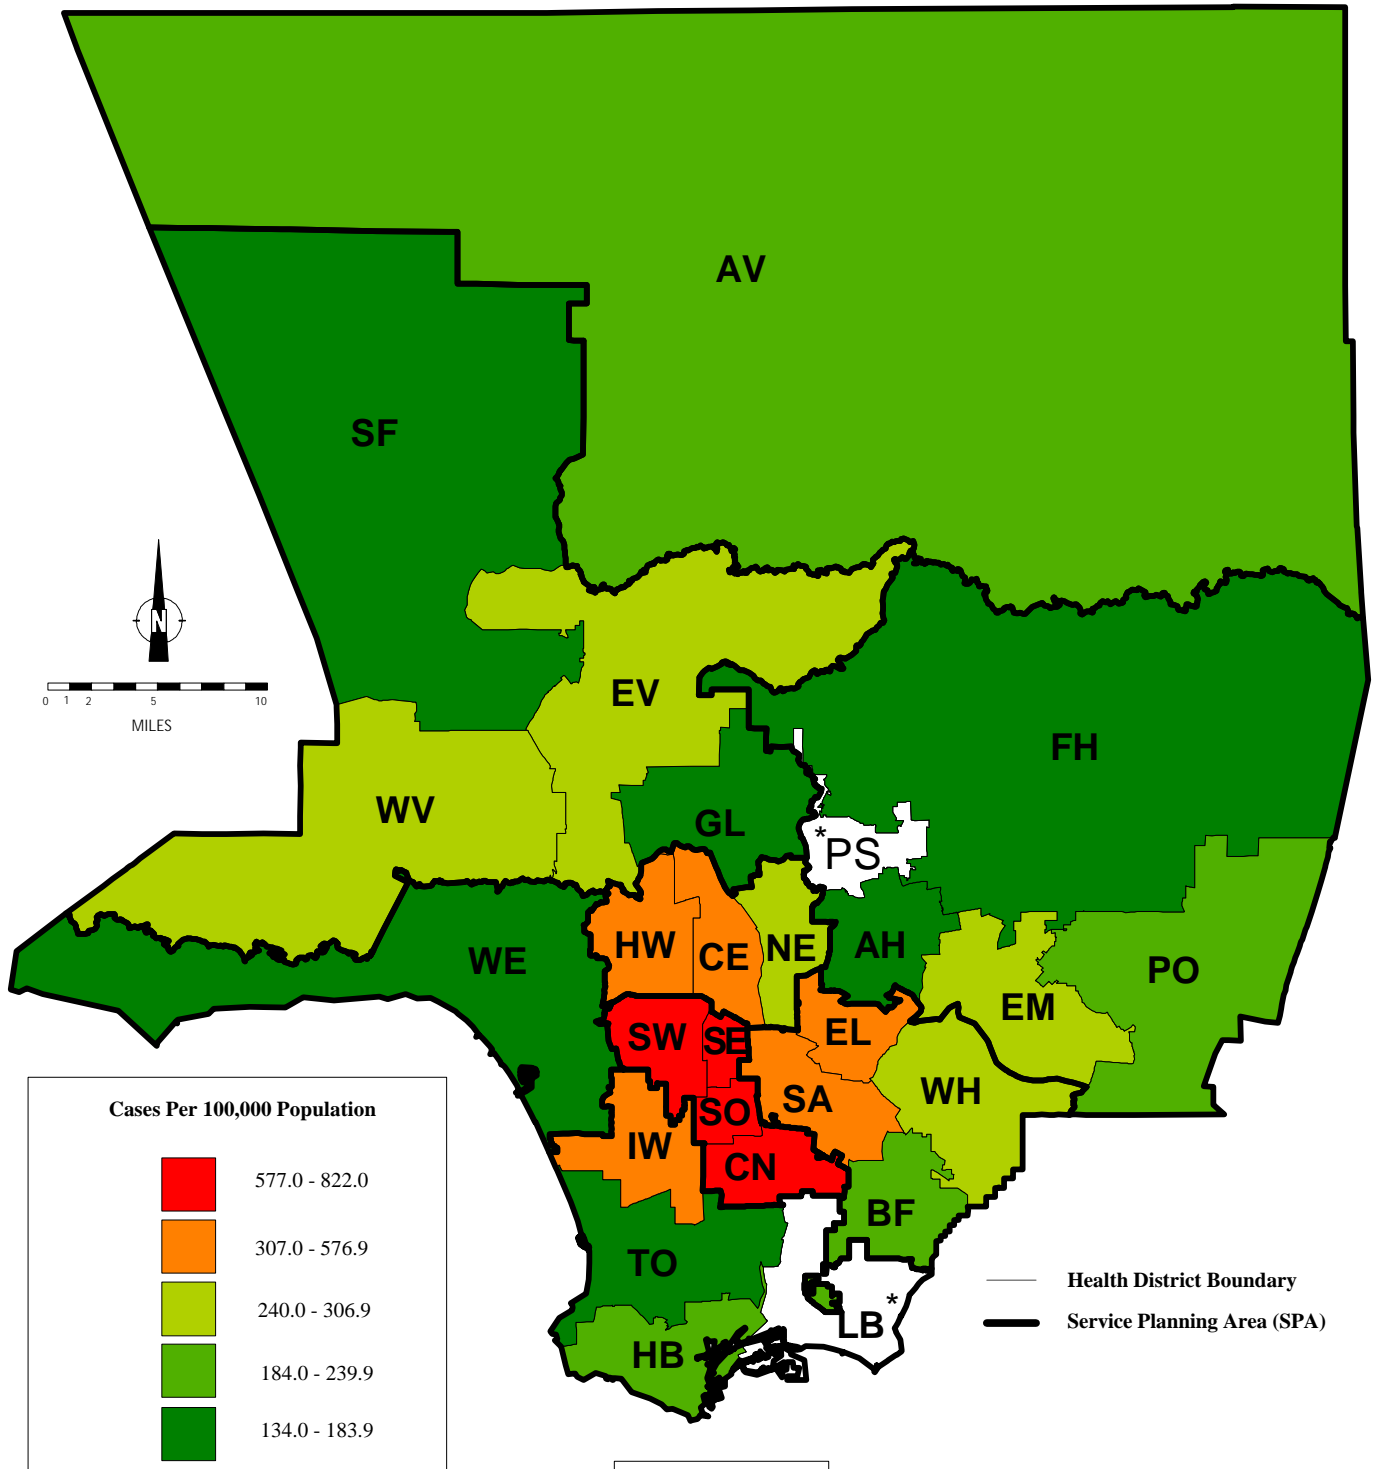 AV
SF
N
0 1 2 5 10
MILES
EV
FH
WV
GL
*PS
HW
CE
NE
AH
WE
PO
EM
SW
SE
EL
WH
SA
SO
IW
CN
BF
TO
LB*
HB
Cases Per 100,000 Population
577.0 - 822.0
307.0 - 576.9
240.0 - 306.9
184.0 - 239.9
134.0 - 183.9
Health District Boundary
Service Planning Area (SPA)